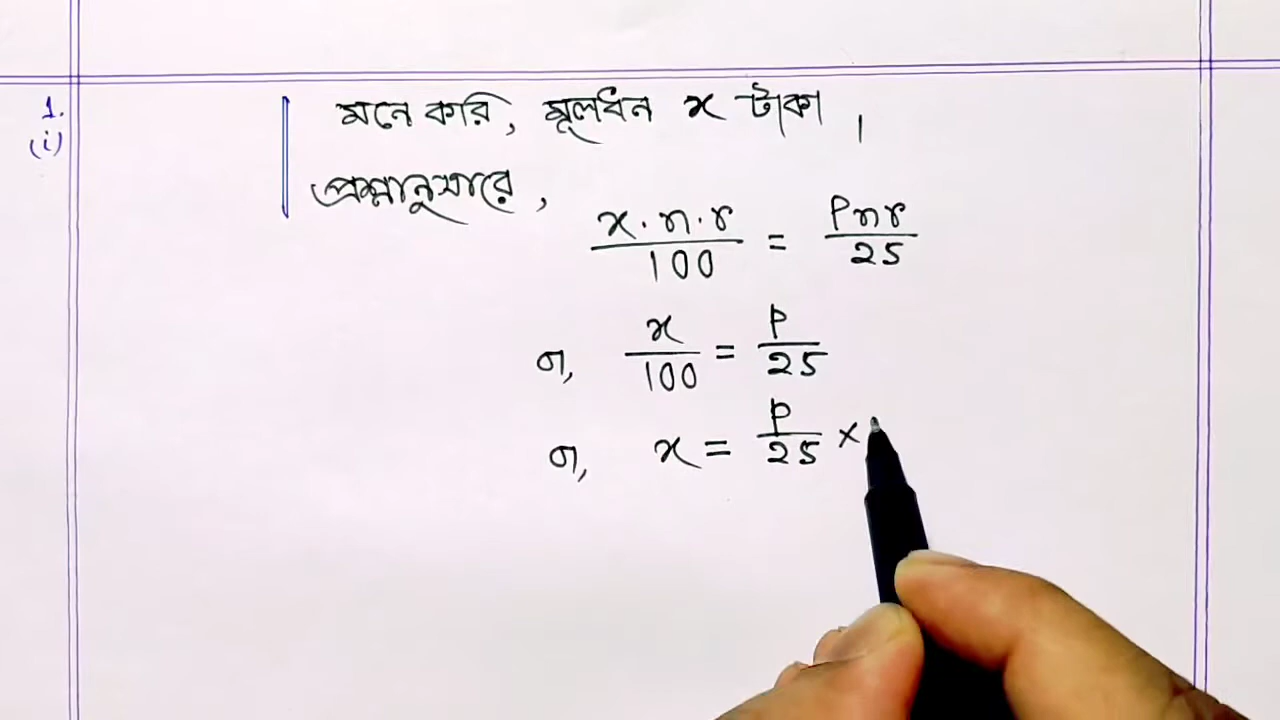 1.
(i)
মনে করি, মূলধন x টাকা ।
প্রশ্নানুসারে,
x·n·r/100 = Pnr/25
বা, x/100 = P/25
বা, x = P/25 ×